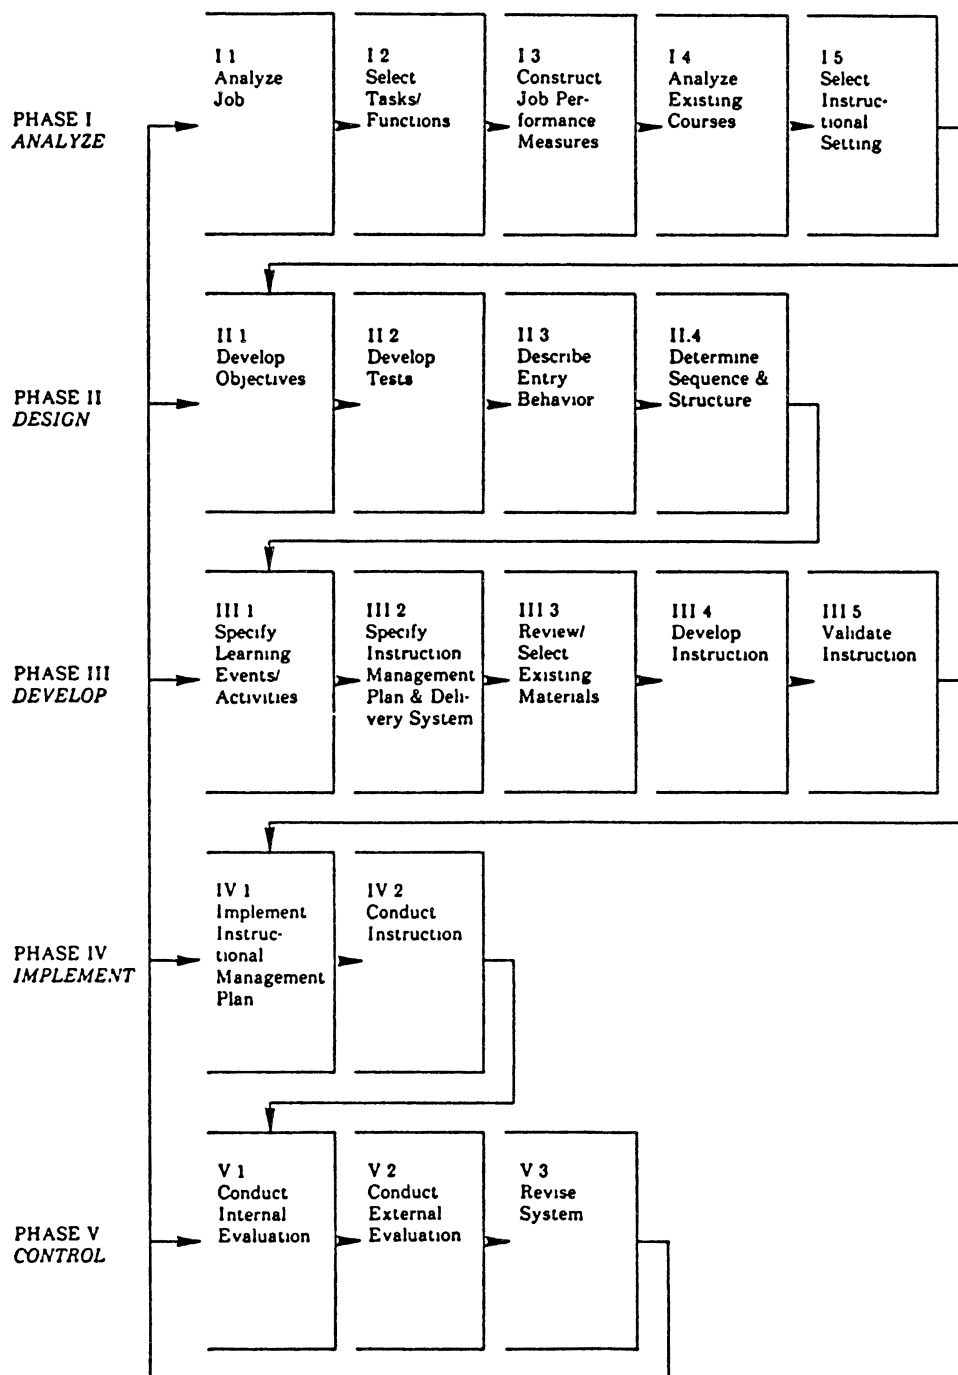 PHASE I
ANALYZE
I 1
Analyze
Job
I 2
Select
Tasks/
Functions
I 3
Construct
Job Per-
formance
Measures
I 4
Analyze
Existing
Courses
I 5
Select
Instruc-
tional
Setting
PHASE II
DESIGN
II 1
Develop
Objectives
II 2
Develop
Tests
II 3
Describe
Entry
Behavior
II.4
Determine
Sequence &
Structure
PHASE III
DEVELOP
III 1
Specify
Learning
Events/
Activities
III 2
Specify
Instruction
Management
Plan & Deli-
very System
III 3
Review/
Select
Existing
Materials
III 4
Develop
Instruction
III 5
Validate
Instruction
PHASE IV
IMPLEMENT
IV 1
Implement
Instruc-
tional
Management
Plan
IV 2
Conduct
Instruction
PHASE V
CONTROL
V 1
Conduct
Internal
Evaluation
V 2
Conduct
External
Evaluation
V 3
Revise
System